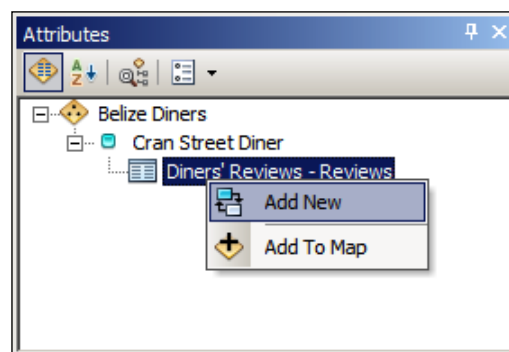 Attributes
Belize Diners
Cran Street Diner
Diners' Reviews - Reviews
Add New
Add To Map